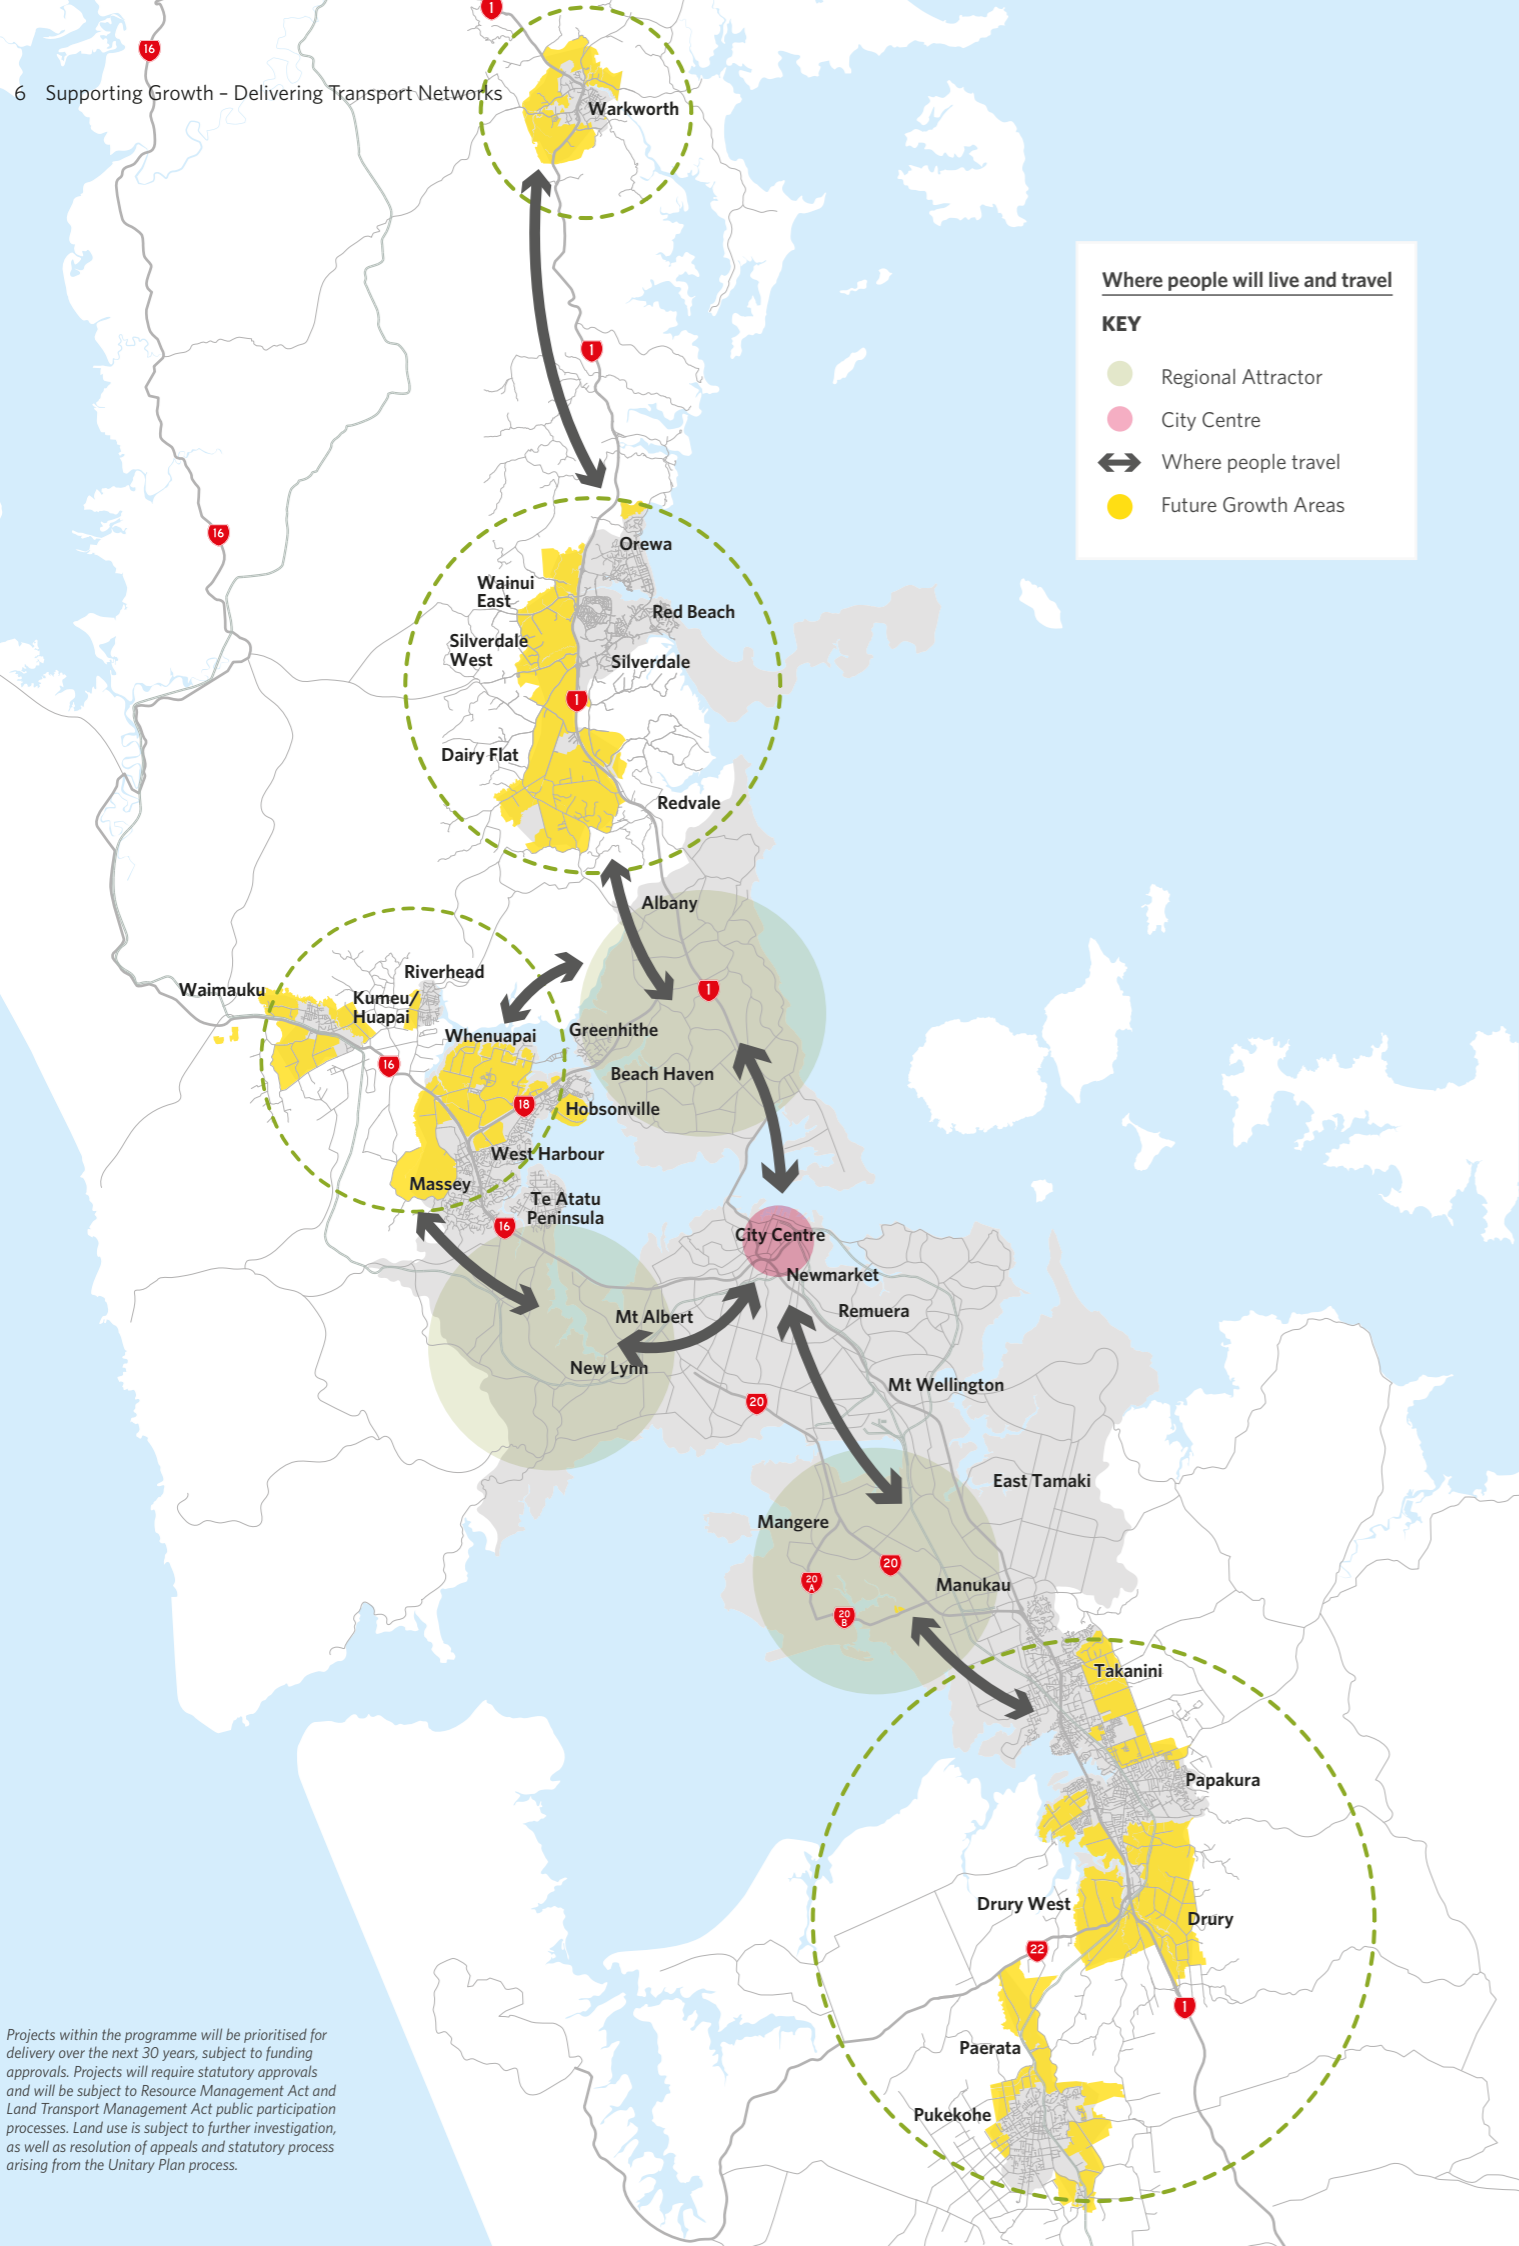 1
16
6 Supporting Growth – Delivering Transport Networks
Warkworth
Where people will live and travel
KEY
Regional Attractor
City Centre
Where people travel
Future Growth Areas
1
16
Orewa
Wainui
East
Red Beach
Silverdale
West
Silverdale
1
Dairy Flat
Redvale
Albany
Riverhead
Waimauku
Kumeu/
Huapai
1
Whenuapai
Greenhithe
16
Beach Haven
18
Hobsonville
West Harbour
Massey
Te Atatu
Peninsula
16
City Centre
Newmarket
Remuera
Mt Albert
New Lynn
Mt Wellington
20
East Tamaki
Mangere
20
20
A
Manukau
20
B
Takanini
Papakura
Drury West
Drury
22
1
Paerata
Pukekohe
Projects within the programme will be prioritised for
delivery over the next 30 years, subject to funding
approvals. Projects will require statutory approvals
and will be subject to Resource Management Act and
Land Transport Management Act public participation
processes. Land use is subject to further investigation,
as well as resolution of appeals and statutory process
arising from the Unitary Plan process.